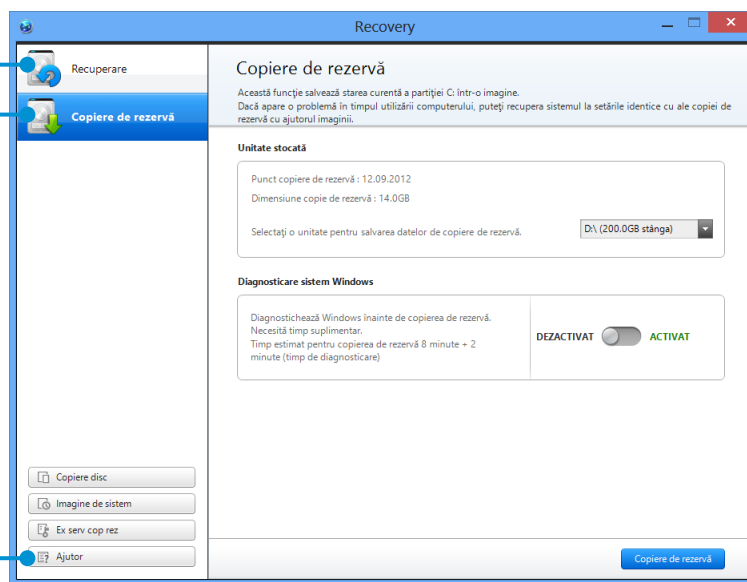 Recovery
Recuperare
Copiere de rezervă
Copiere de rezervă
Această funcţie salvează starea curentă a partiţiei C: într-o imagine.
Dacă apare o problemă în timpul utilizării computerului, puteţi recupera sistemul la setările identice cu ale copiei de
rezervă cu ajutorul imaginii.
Unitate stocată
Punct copiere de rezervă : 12.09.2012
Dimensiune copie de rezervă : 14.0GB
Selectaţi o unitate pentru salvarea datelor de copiere de rezervă.
D:\ (200.0GB stânga)
Diagnosticare sistem Windows
Diagnostichează Windows înainte de copierea de rezervă.
Necesită timp suplimentar.
Timp estimat pentru copierea de rezervă 8 minute + 2
minute (timp de diagnosticare)
DEZACTIVAT
ACTIVAT
Copiere disc
Imagine de sistem
Ex serv cop rez
Ajutor
Copiere de rezervă